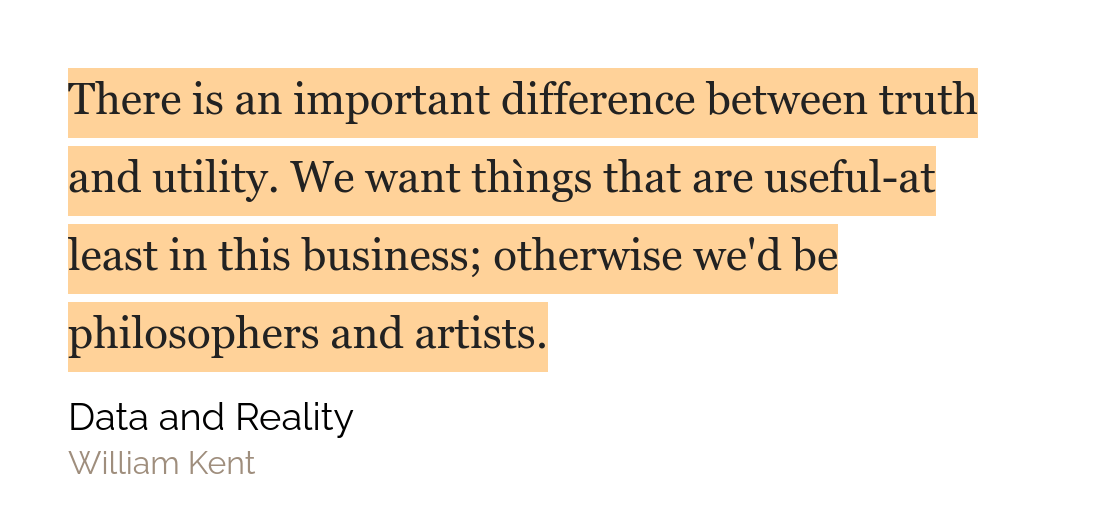 There is an important difference between truth
and utility. We want thìngs that are useful-at
least in this business; otherwise we'd be
philosophers and artists.
Data and Reality
William Kent